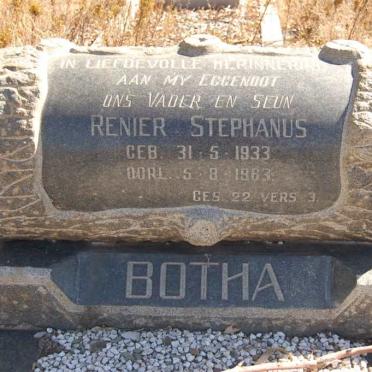 IN LIEFDEVOLLE HERINNERING
AAN MY EGGENOOT
ONS VADER EN SEUN
RENIER STEPHANUS
GEB. 31-5-1933
OORL. 5-8-1963
GES. 22 VERS 3.
BOTHA